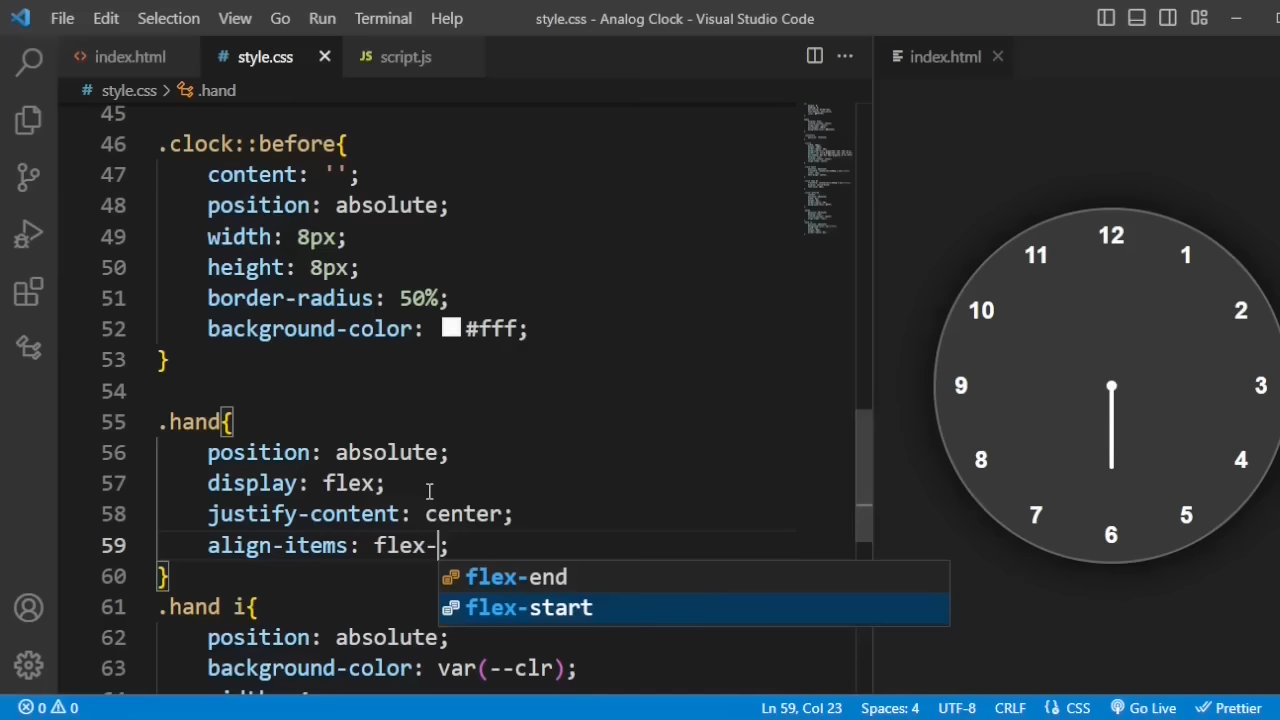 File Edit Selection View Go Run Terminal Help style.css - Analog Clock - Visual Studio Code
index.html # style.css JS script.js index.html
# style.css > .hand
45
46 .clock::before{
47 content: '';
48 position: absolute;
49 width: 8px;
50 height: 8px;
51 border-radius: 50%;
52 background-color: #fff;
53 }
54
55 .hand{
56 position: absolute;
57 display: flex;
58 justify-content: center;
59 align-items: flex-;
flex-end
flex-start
60 }
61 .hand i{
62 position: absolute;
63 background-color: var(--clr);
12
11 1
10 2
9 3
8 4
7 5
6
0 0 Ln 59, Col 23 Spaces: 4 UTF-8 CRLF CSS Go Live Prettier